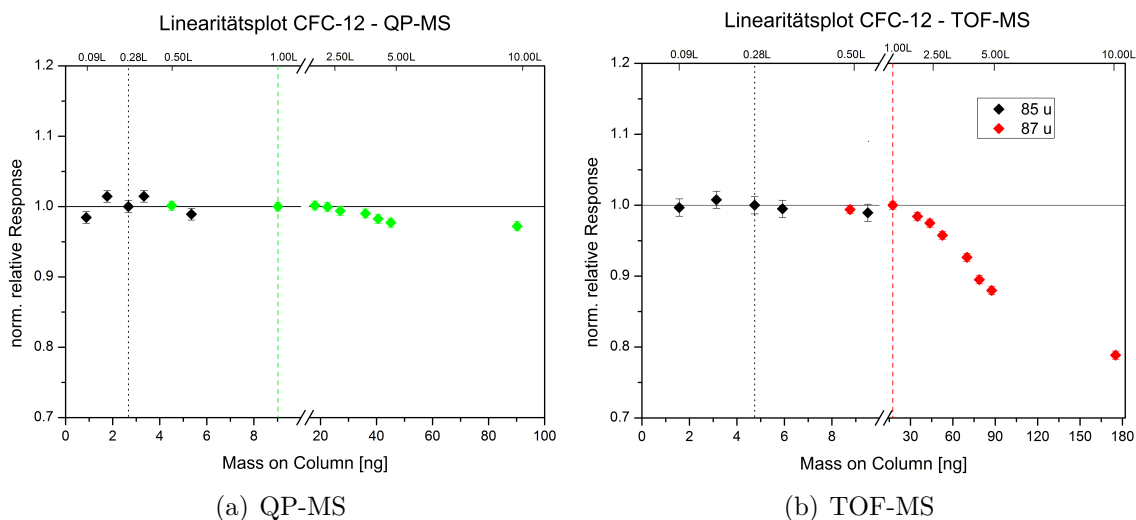 Linearitätsplot CFC-12 - QP-MS
0.09L 0.28L 0.50L 1.00L 2.50L 5.00L 10.00L
1.2
1.1
1.0
0.9
0.8
0.7
norm. relative Response
0 2 4 6 8 20 40 60 80 100
Mass on Column [ng]
(a) QP-MS
Linearitätsplot CFC-12 - TOF-MS
0.09L 0.28L 0.50L 1.00L 2.50L 5.00L 10.00L
85 u
87 u
1.2
1.1
1.0
0.9
0.8
0.7
norm. relative Response
0 2 4 6 8 30 60 90 120 150 180
Mass on Column [ng]
(b) TOF-MS